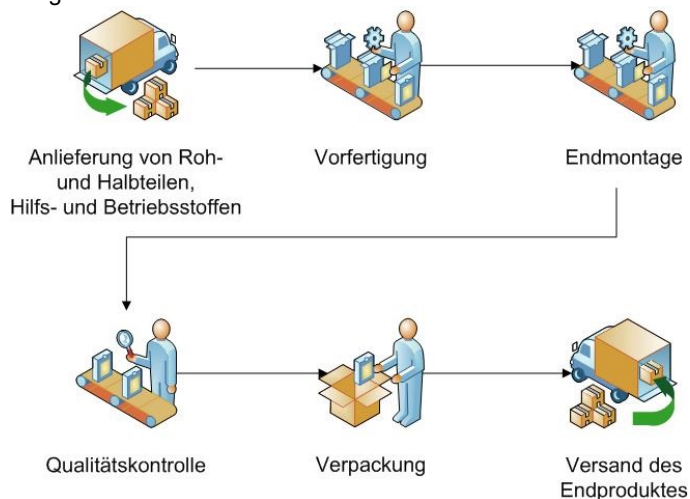 Anlieferung von Roh-
und Halbteilen,
Hilfs- und Betriebsstoffen
Vorfertigung
Endmontage
Qualitätskontrolle
Verpackung
Versand des
Endproduktes